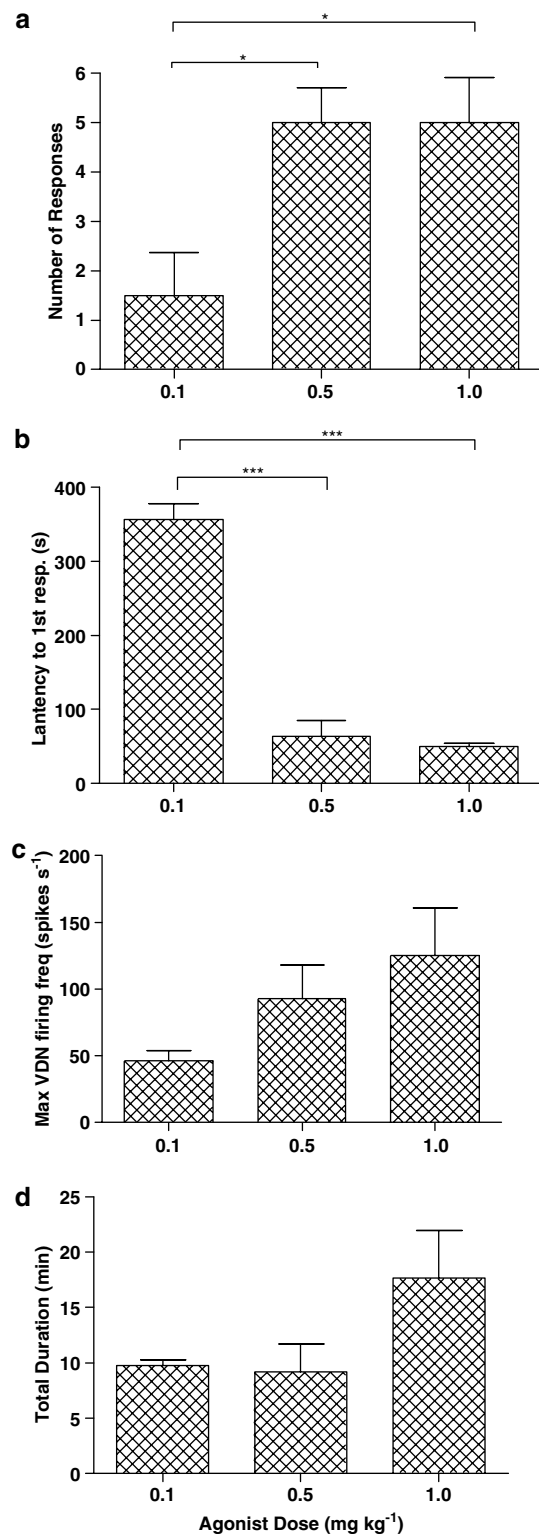 a
*
*
Number of Responses
6
5
4
3
2
1
0
0.1 0.5 1.0
b
***
***
Lantency to 1st resp. (s)
400
300
200
100
0
0.1 0.5 1.0
c
Max VDN firing freq (spikes s⁻¹)
200
150
100
50
0
0.1 0.5 1.0
d
Total Duration (min)
25
20
15
10
5
0
0.1 0.5 1.0
Agonist Dose (mg kg⁻¹)